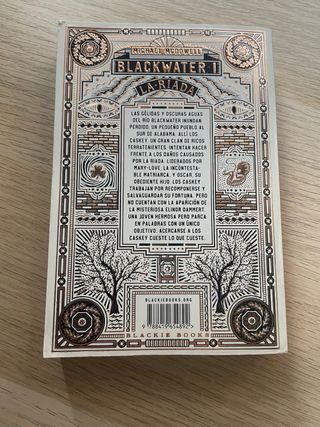 MICHAEL McDOWELL
BLACKWATER I
LA RIADA
LAS GÉLIDAS Y OSCURAS AGUAS
DEL RÍO BLACKWATER INUNDAN
PERDIDO, UN PEQUEÑO PUEBLO AL
SUR DE ALABAMA. ALLÍ LOS
CASKEY, UN GRAN CLAN DE RICOS
TERRATENIENTES, INTENTAN HACER
FRENTE A LOS DAÑOS CAUSADOS
POR LA RIADA. LIDERADOS POR
MARY-LOVE, LA INCONTESTA-
BLE MATRIARCA, Y OSCAR, SU
OBEDIENTE HIJO, LOS CASKEY
TRABAJAN POR RECOMPONERSE Y
SALVAGUARDAR SU FORTUNA. PERO
NO CUENTAN CON LA APARICIÓN DE
LA MISTERIOSA ELINOR DAMMERT,
UNA JOVEN HERMOSA PERO PARCA
EN PALABRAS CON UN ÚNICO
OBJETIVO: ACERCARSE A LOS
CASKEY CUESTE LO QUE CUESTE.
BLACKIEBOOKS.ORG
9 788419 654892 >
BLACKIE BOOKS